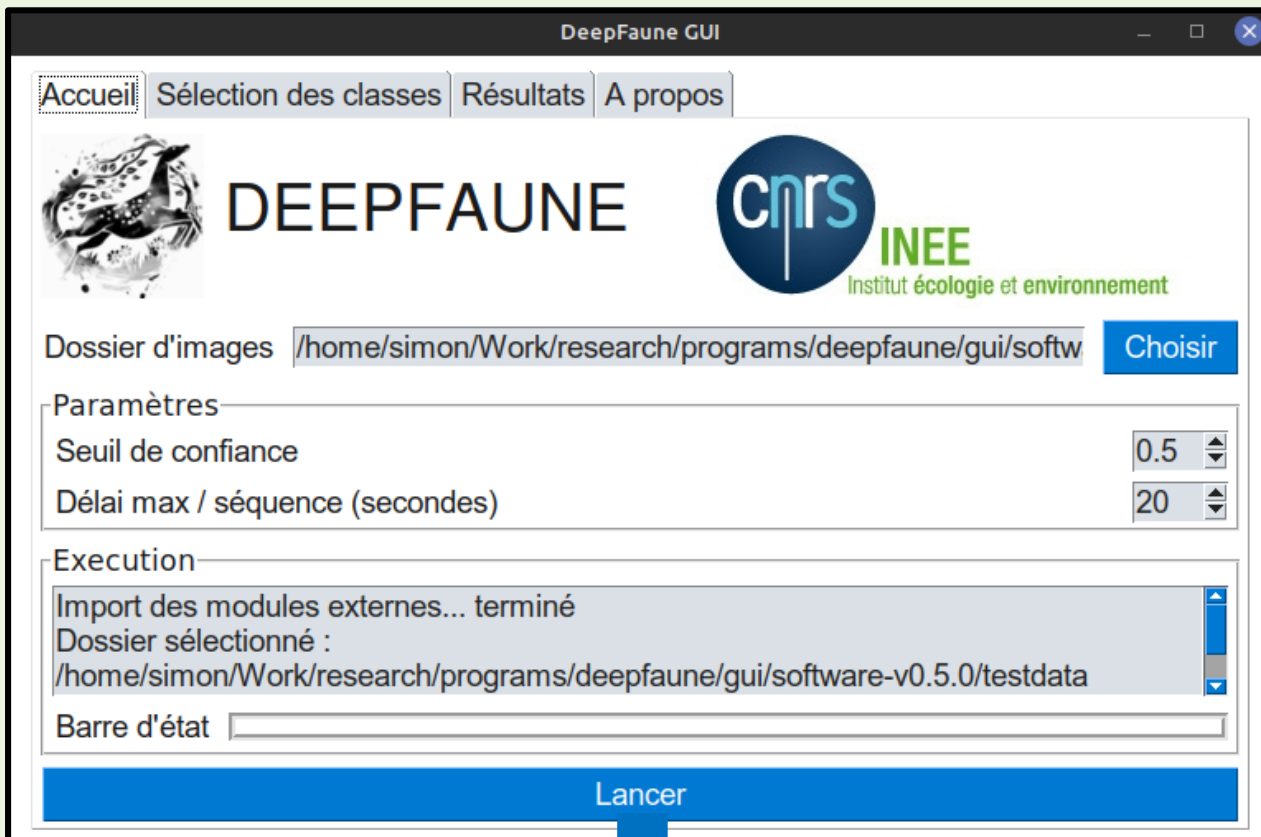 DeepFaune GUI
Accueil Sélection des classes Résultats A propos
DEEPFAUNE
cnrs
INEE
Institut écologie et environnement
Dossier d'images /home/simon/Work/research/programs/deepfaune/gui/softw Choisir
Paramètres
Seuil de confiance 0.5
Délai max / séquence (secondes) 20
Execution
Import des modules externes... terminé
Dossier sélectionné :
/home/simon/Work/research/programs/deepfaune/gui/software-v0.5.0/testdata
Barre d'état
Lancer